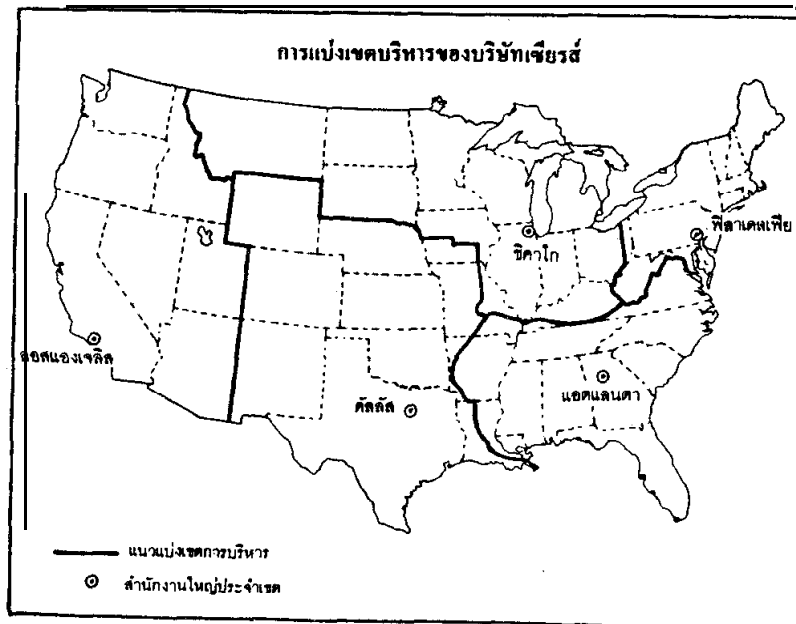 การแบ่งเขตบริหารของบริษัทเซียรส์
ฟิลาเดลเฟีย
ชิคาโก
ลอสแองเจลิส
แอตแลนตา
ดัลลัส
แนวแบ่งเขตการบริหาร
สำนักงานใหญ่ประจำเขต